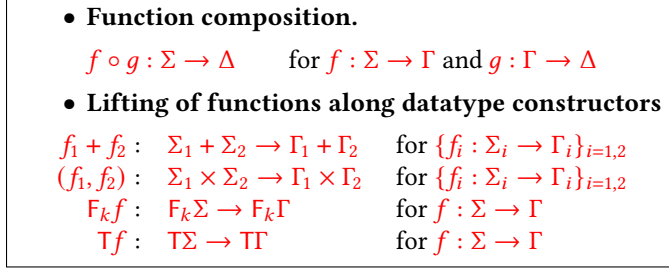 • Function composition.
f ∘ g : Σ → Δ for f : Σ → Γ and g : Γ → Δ
• Lifting of functions along datatype constructors
f₁ + f₂ : Σ₁ + Σ₂ → Γ₁ + Γ₂ for {fᵢ : Σᵢ → Γᵢ}ᵢ₌₁,₂
(f₁, f₂) : Σ₁ × Σ₂ → Γ₁ × Γ₂ for {fᵢ : Σᵢ → Γᵢ}ᵢ₌₁,₂
Fₖf : FₖΣ → FₖΓ for f : Σ → Γ
Tf : TΣ → TΓ for f : Σ → Γ